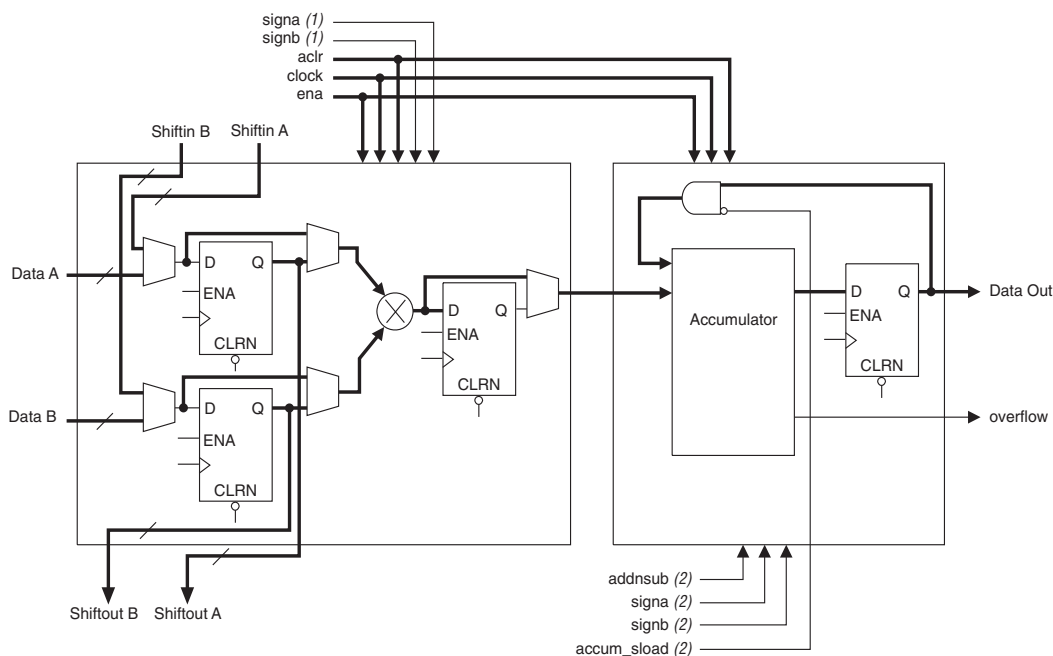 signa (1)
signb (1)
aclr
clock
ena
Shiftin B
Shiftin A
Data A
D
Q
ENA
CLRN
Data B
D
Q
ENA
CLRN
D
Q
ENA
CLRN
Accumulator
D
Q
ENA
CLRN
Data Out
overflow
Shiftout B
Shiftout A
addnsub (2)
signa (2)
signb (2)
accum_sload (2)